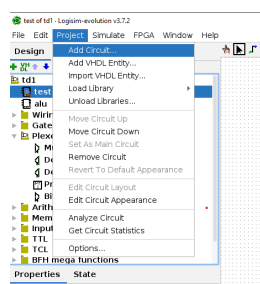 test of td1 - Logisim-evolution v3.7.2
File Edit Project Simulate FPGA Window Help
Design
Add Circuit...
Add VHDL Entity...
Import VHDL Entity...
Load Library
Unload Libraries...
Move Circuit Up
Move Circuit Down
Set As Main Circuit
Remove Circuit
Revert To Default Appearance
Edit Circuit Layout
Edit Circuit Appearance
Analyze Circuit
Get Circuit Statistics
Options...
td1
test
alu
Wirin
Gate
Plexe
M
D
D
Pr
Bi
Arith
Mem
Input
TTL
TCL
BFH mega functions
Properties State